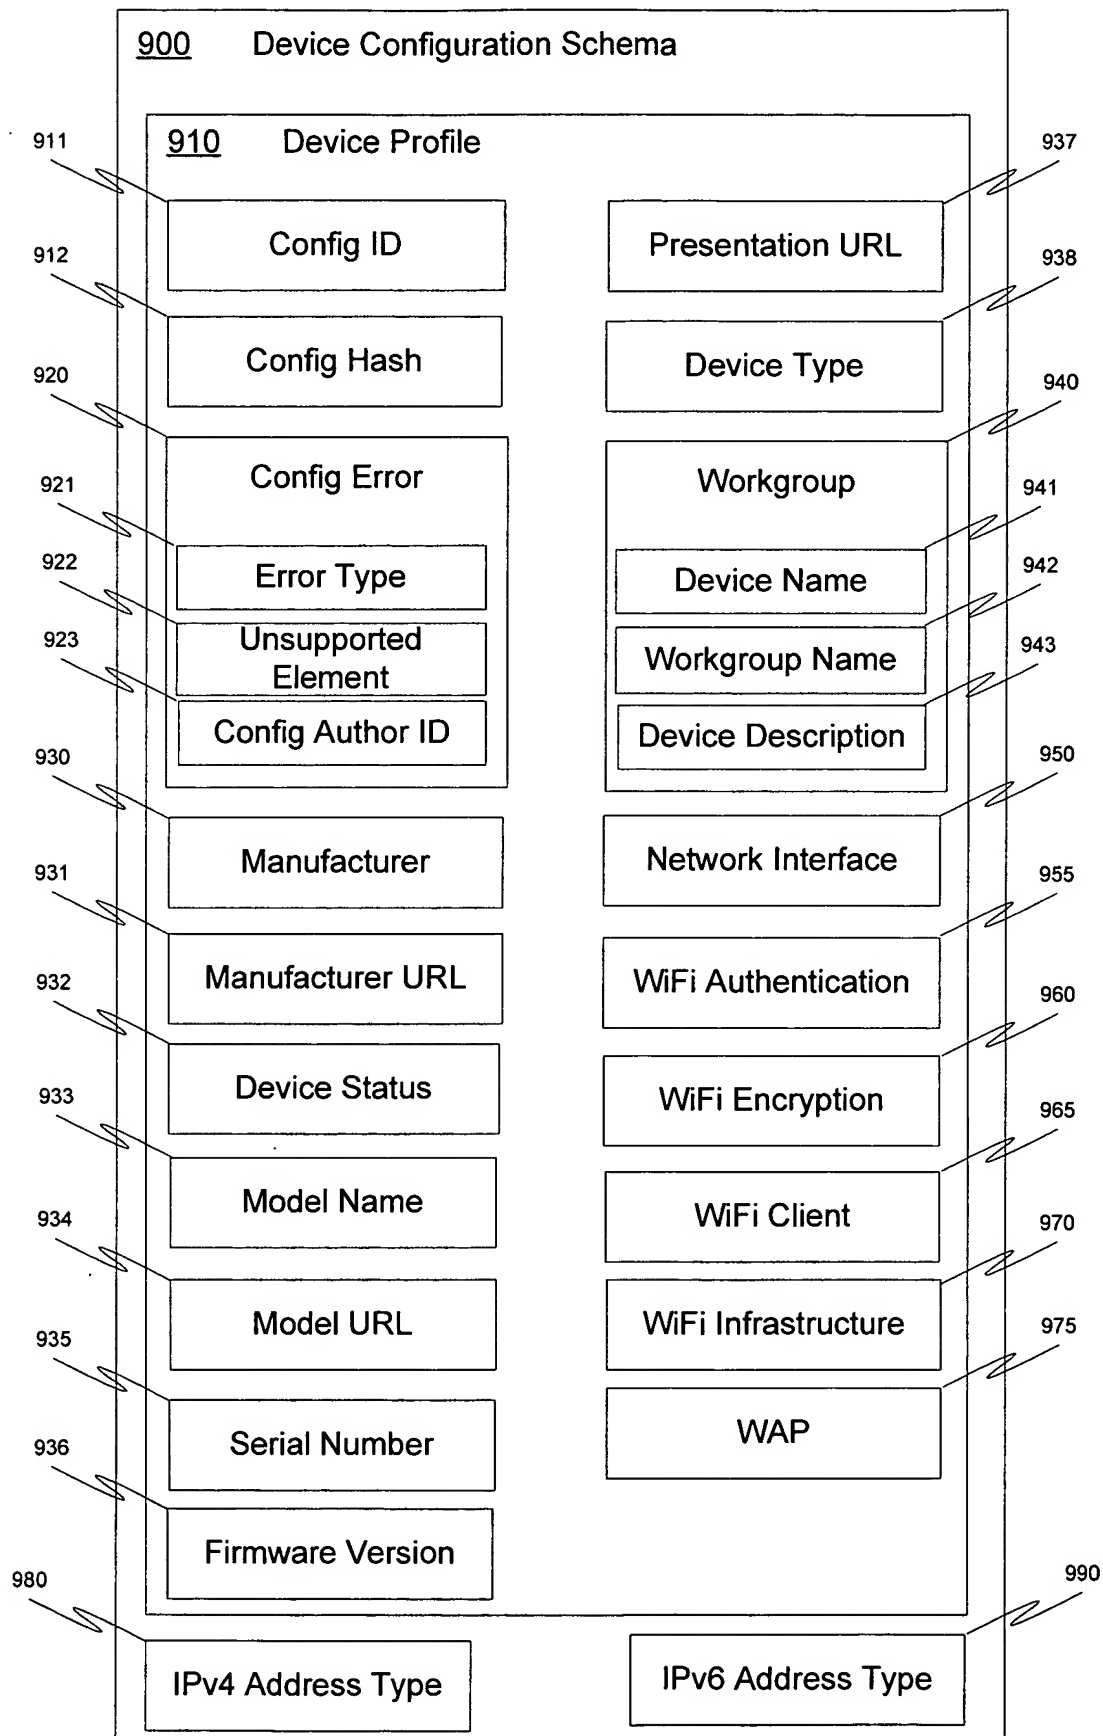 900 Device Configuration Schema
910 Device Profile
911
Config ID
912
Config Hash
920
Config Error
921
Error Type
922
Unsupported
Element
923
Config Author ID
930
Manufacturer
931
Manufacturer URL
932
Device Status
933
Model Name
934
Model URL
935
Serial Number
936
Firmware Version
937
Presentation URL
938
Device Type
940
Workgroup
941
Device Name
942
Workgroup Name
943
Device Description
950
Network Interface
955
WiFi Authentication
960
WiFi Encryption
965
WiFi Client
970
WiFi Infrastructure
975
WAP
980
IPv4 Address Type
990
IPv6 Address Type